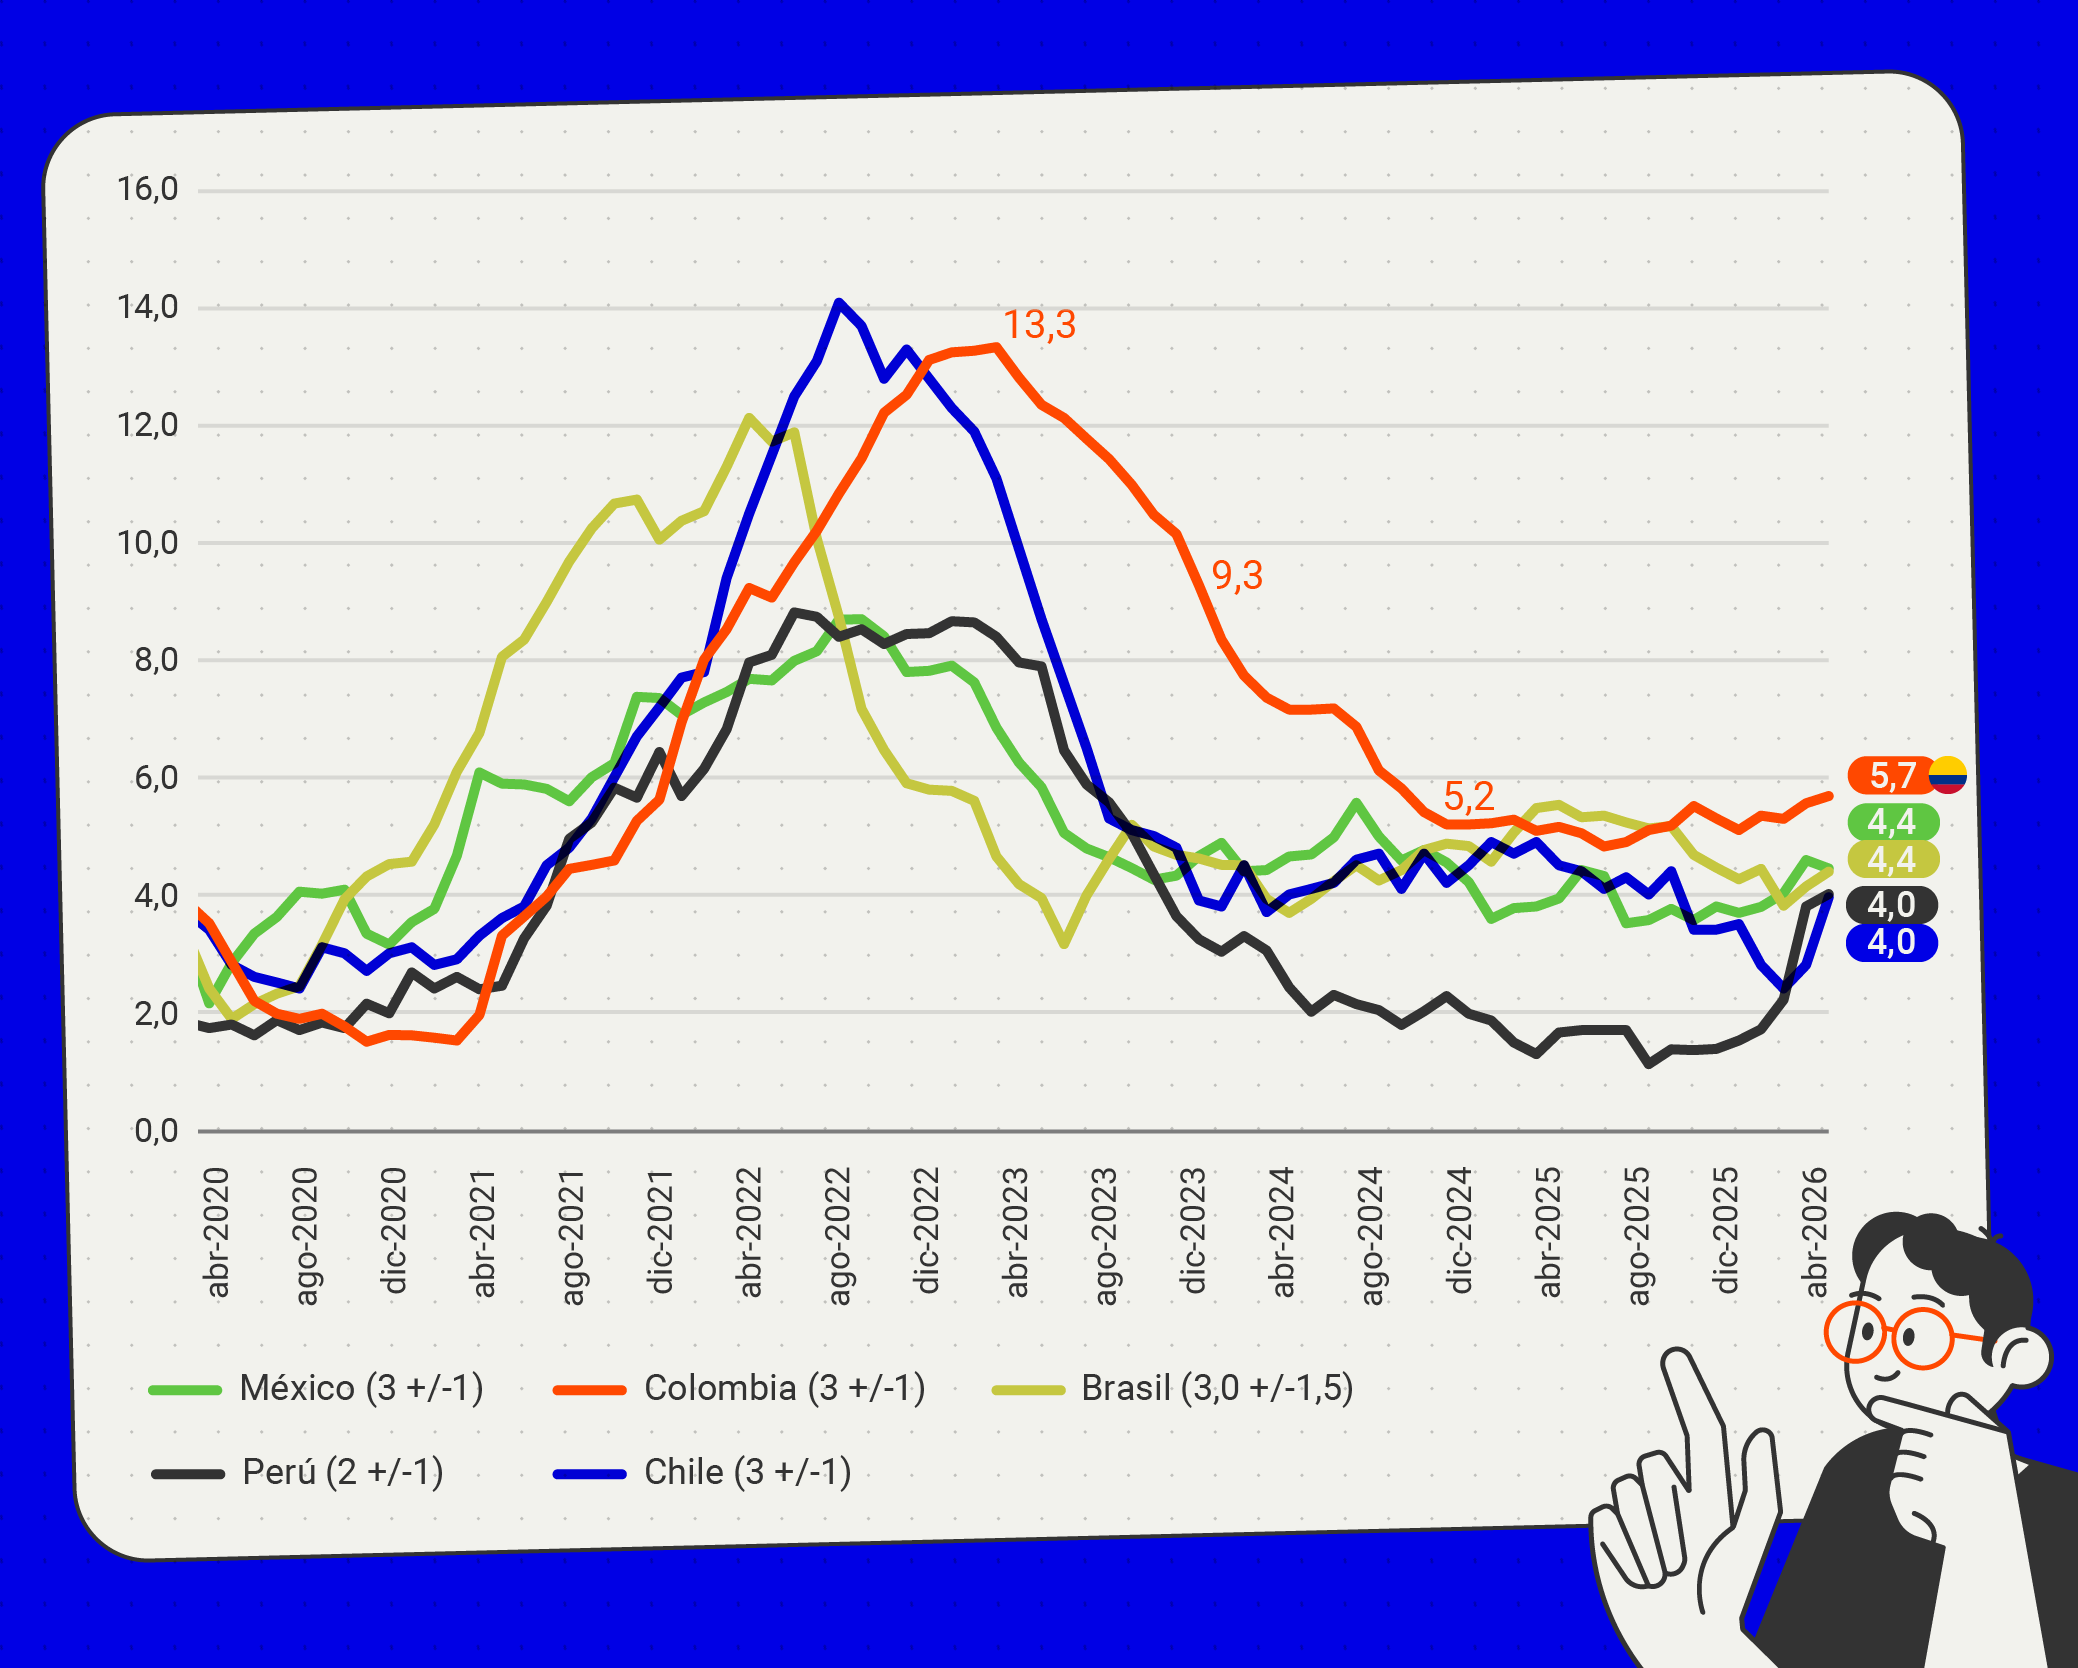 16,0
14,0
12,0
10,0
8,0
6,0
4,0
2,0
0,0
13,3
9,3
5,2
5,7
4,4
4,4
4,0
4,0
abr-2020
ago-2020
dic-2020
abr-2021
ago-2021
dic-2021
abr-2022
ago-2022
dic-2022
abr-2023
ago-2023
dic-2023
abr-2024
ago-2024
dic-2024
abr-2025
ago-2025
dic-2025
abr-2026
México (3 +/-1)
Colombia (3 +/-1)
Brasil (3,0 +/-1,5)
Perú (2 +/-1)
Chile (3 +/-1)